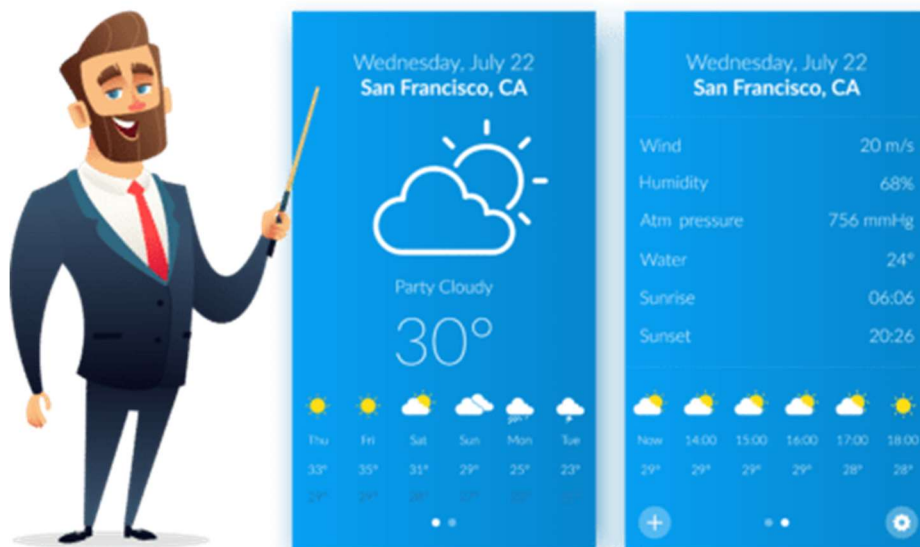 Wednesday, July 22
San Francisco, CA
Party Cloudy
30°
Thu Fri Sat Sun Mon Tue
33° 35° 31° 29° 25° 23°
Wednesday, July 22
San Francisco, CA
Wind 20 m/s
Humidity 68%
Atm pressure 756 mmHg
Water 24°
Sunrise 06:06
Sunset 20:26
Now 14:00 15:00 16:00 17:00 18:00
29° 29° 29° 29° 28° 28°